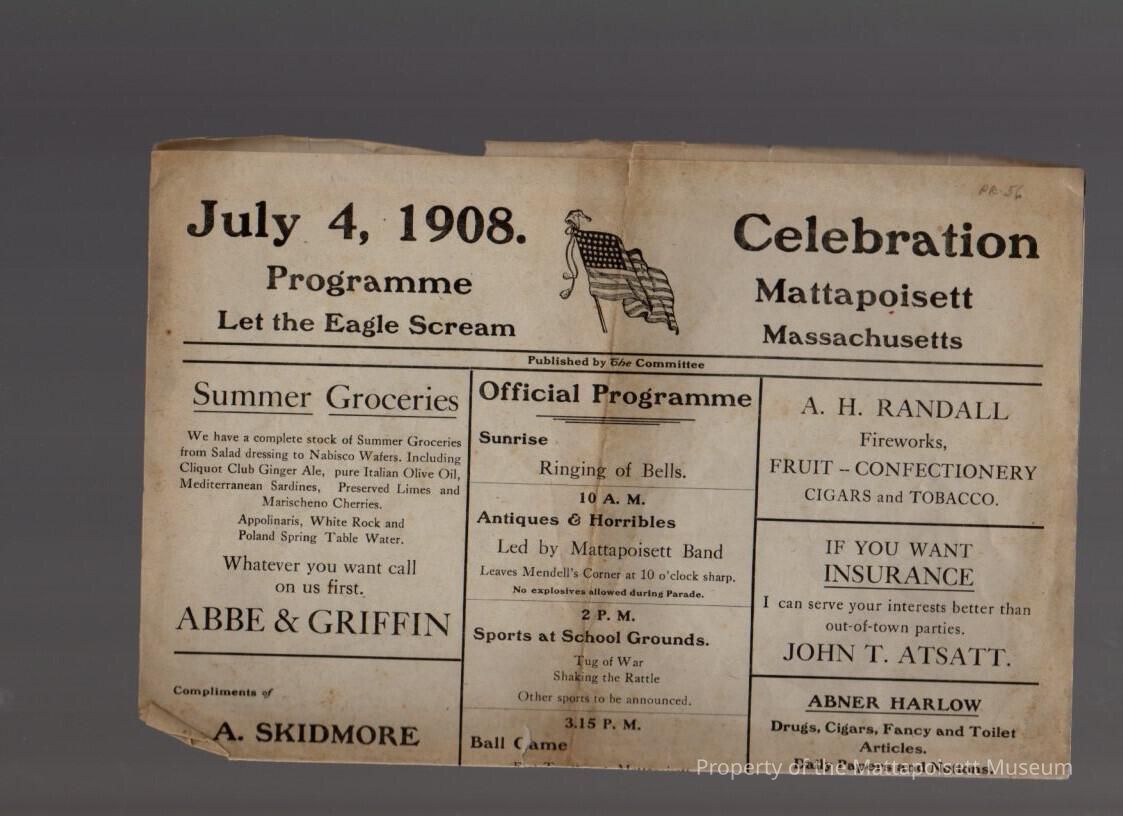 PR-56
July 4, 1908.
Programme
Let the Eagle Scream
Celebration
Mattapoisett
Massachusetts
Published by The Committee
Summer Groceries
We have a complete stock of Summer Groceries
from Salad dressing to Nabisco Wafers. Including
Cliquot Club Ginger Ale, pure Italian Olive Oil,
Mediterranean Sardines, Preserved Limes and
Marischeno Cherries.
Appolinaris, White Rock and
Poland Spring Table Water.
Whatever you want call
on us first.
ABBE & GRIFFIN
Compliments of
A. SKIDMORE
Official Programme
Sunrise
Ringing of Bells.
10 A. M.
Antiques & Horribles
Led by Mattapoisett Band
Leaves Mendell's Corner at 10 o'clock sharp.
No explosives allowed during Parade.
2 P. M.
Sports at School Grounds.
Tug of War
Shaking the Rattle
Other sports to be announced.
3.15 P. M.
Ball Game
A. H. RANDALL
Fireworks,
FRUIT – CONFECTIONERY
CIGARS and TOBACCO.
IF YOU WANT
INSURANCE
I can serve your interests better than
out-of-town parties.
JOHN T. ATSATT.
ABNER HARLOW
Drugs, Cigars, Fancy and Toilet
Articles.
Daily Papers and Notions.
Property of the Mattapoisett Museum